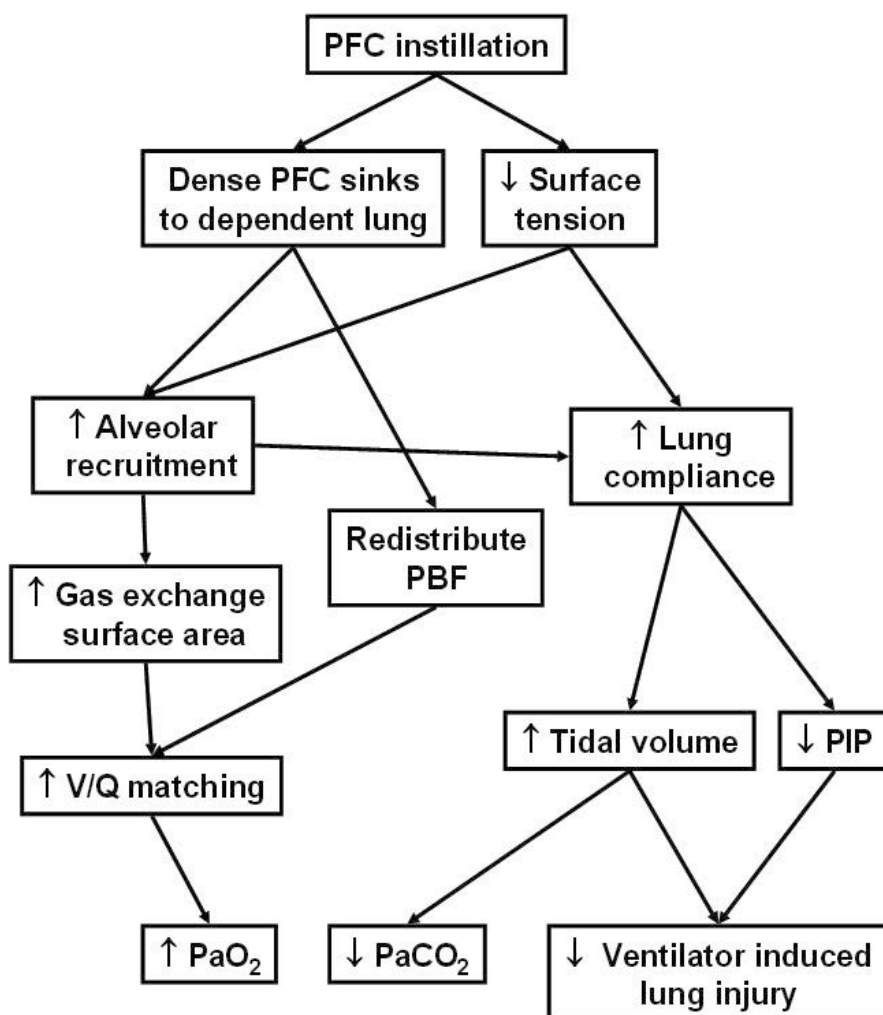 PFC instillation
Dense PFC sinks
to dependent lung
↓ Surface
tension
↑ Alveolar
recruitment
↑ Lung
compliance
Redistribute
PBF
↑ Gas exchange
surface area
↑ Tidal volume
↓ PIP
↑ V/Q matching
↑ PaO₂
↓ PaCO₂
↓ Ventilator induced
lung injury